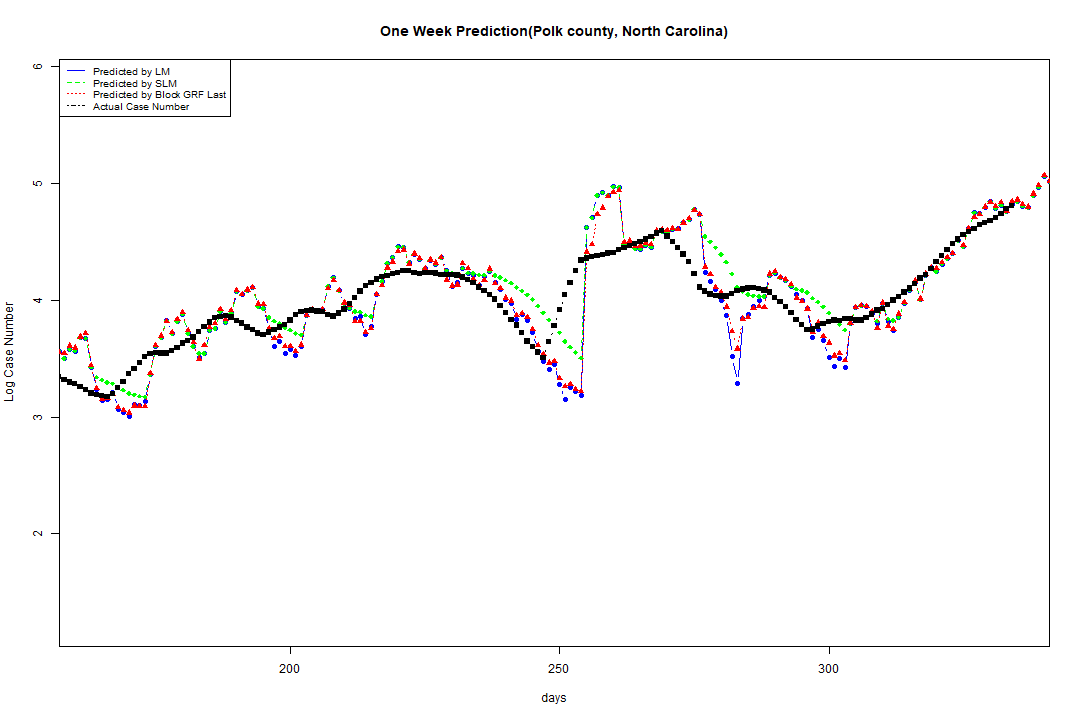 One Week Prediction(Polk county, North Carolina)
Predicted by LM
Predicted by SLM
Predicted by Block GRF Last
Actual Case Number
Log Case Number
6
5
4
3
2
200
250
300
days